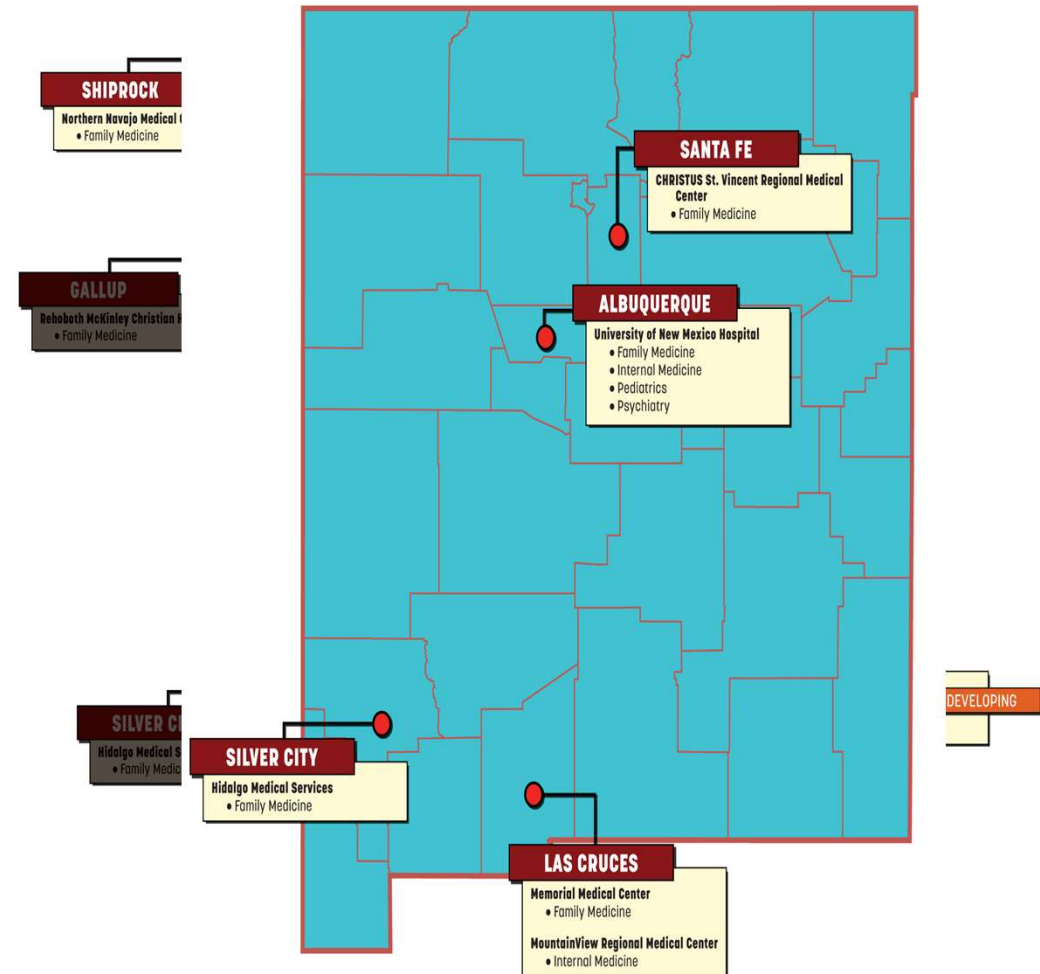 SHIPROCK
Northern Navajo Medical
• Family Medicine
SANTA FE
CHRISTUS St. Vincent Regional Medical
Center
• Family Medicine
GALLUP
Rehoboth McKinley Christian
• Family Medicine
ALBUQUERQUE
University of New Mexico Hospital
• Family Medicine
• Internal Medicine
• Pediatrics
• Psychiatry
DEVELOPING
SILVER
Hidalgo Medical
• Family
SILVER CITY
Hidalgo Medical Services
• Family Medicine
LAS CRUCES
Memorial Medical Center
• Family Medicine
MountainView Regional Medical Center
• Internal Medicine